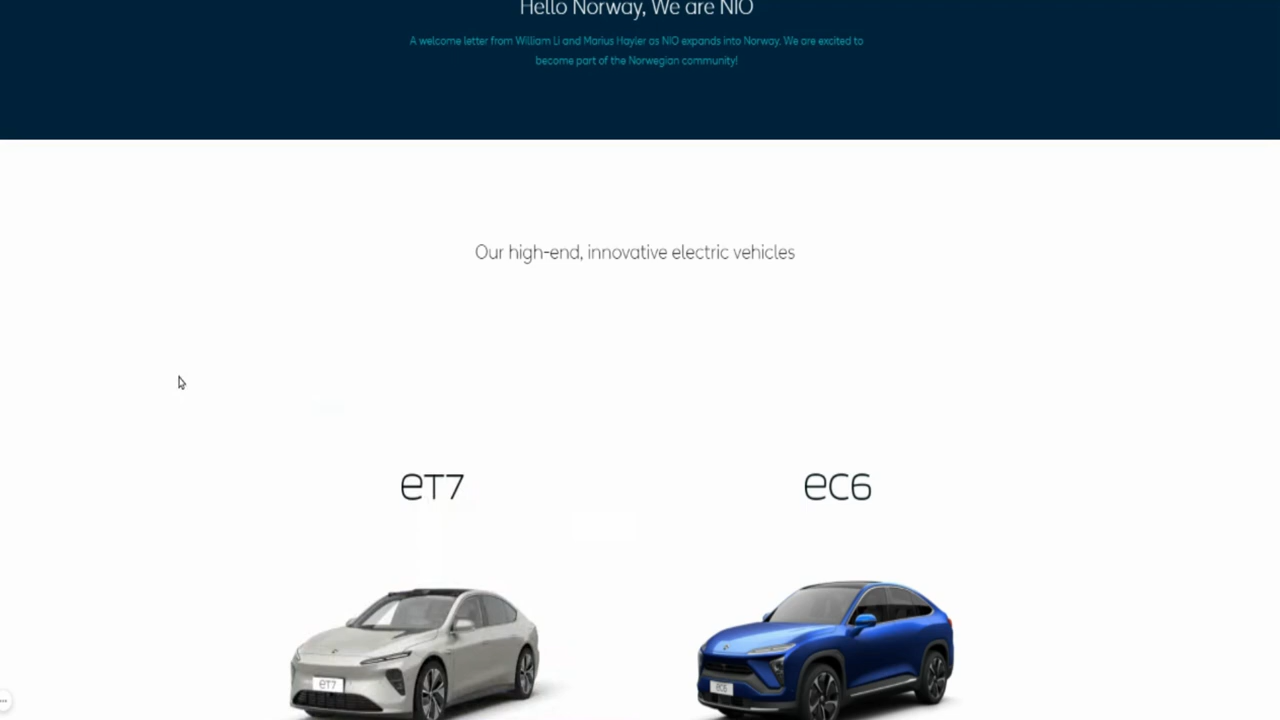 Hello Norway, We are NIO
A welcome letter from William Li and Marius Hayler as NIO expands into Norway. We are excited to
become part of the Norwegian community!
Our high-end, innovative electric vehicles
eT7
eC6
eT7
eC6